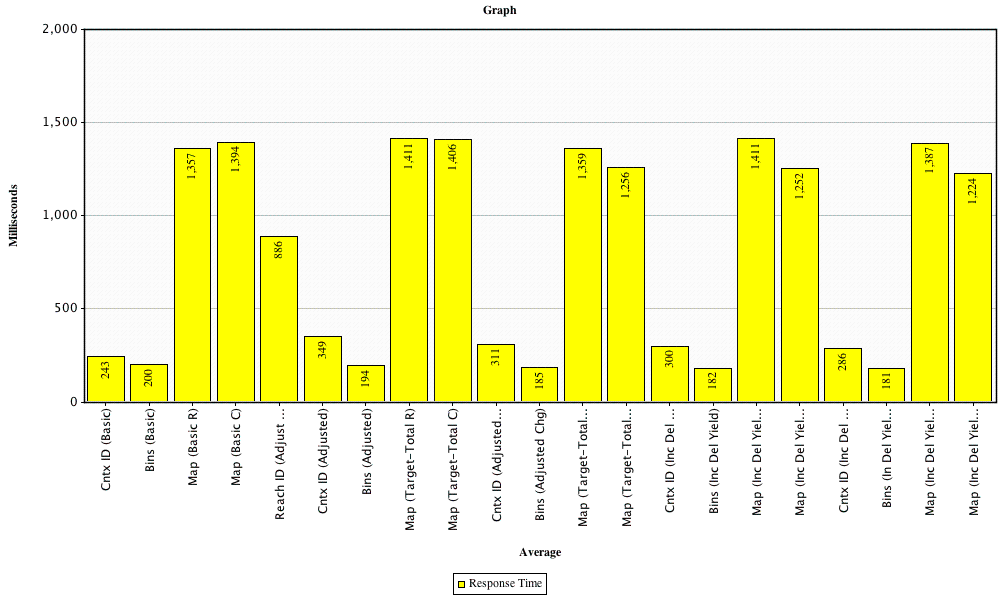 Graph
2,000
1,500
1,000
500
0
Milliseconds
243
200
1,357
1,394
886
349
194
1,411
1,406
311
185
1,359
1,256
300
182
1,411
1,252
286
181
1,387
1,224
Cntx ID (Basic)
Bins (Basic)
Map (Basic R)
Map (Basic C)
Reach ID (Adjust ...
Cntx ID (Adjusted)
Bins (Adjusted)
Map (Target-Total R)
Map (Target-Total C)
Cntx ID (Adjusted...
Bins (Adjusted Chg)
Map (Target-Total...
Map (Target-Total...
Cntx ID (Inc Del ...
Bins (Inc Del Yield)
Map (Inc Del Yiel...
Map (Inc Del Yiel...
Cntx ID (Inc Del ...
Bins (In Del Yiel...
Map (Inc Del Yiel...
Map (Inc Del Yiel...
Average
Response Time